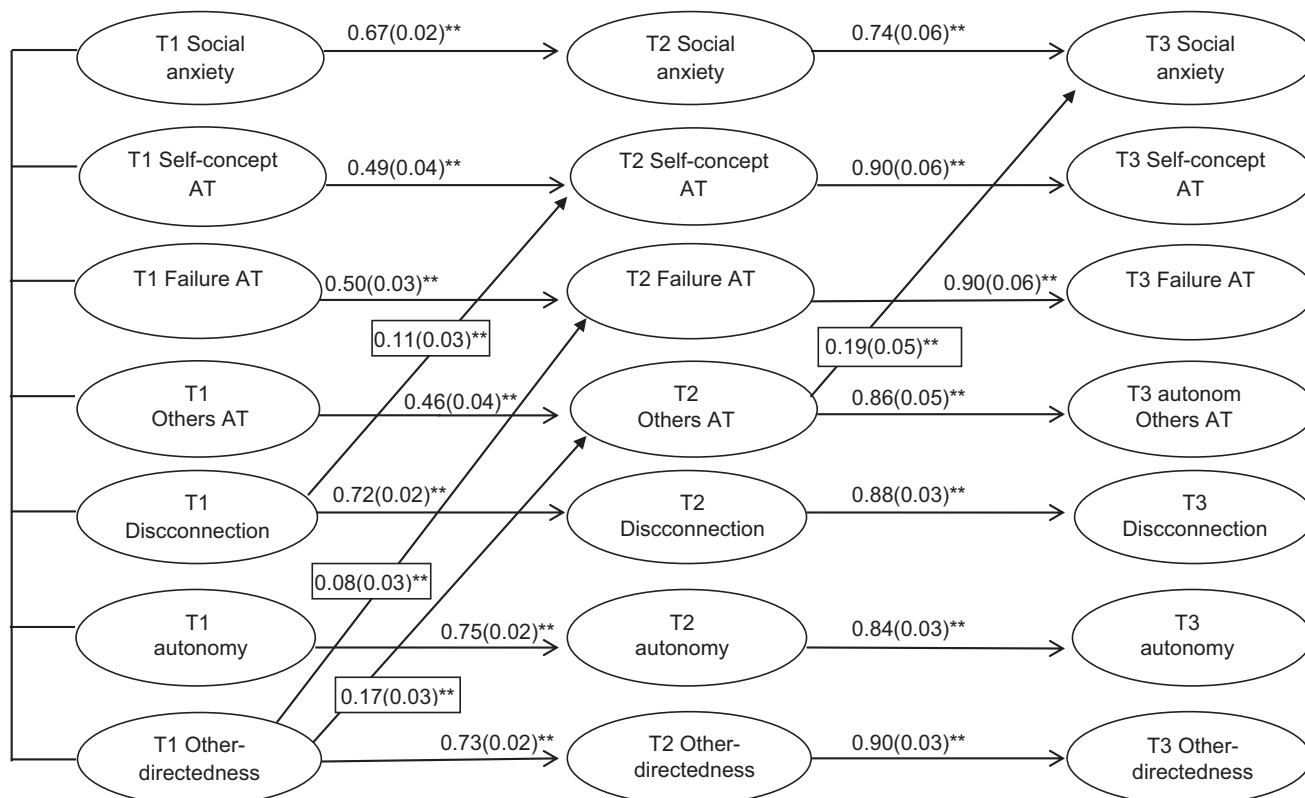 T1 Social
anxiety
0.67(0.02)**
T2 Social
anxiety
0.74(0.06)**
T3 Social
anxiety
T1 Self-concept
AT
0.49(0.04)**
T2 Self-concept
AT
0.90(0.06)**
T3 Self-concept
AT
T1 Failure AT
0.50(0.03)**
T2 Failure AT
0.90(0.06)**
T3 Failure AT
0.11(0.03)**
0.19(0.05)**
T1
Others AT
0.46(0.04)**
T2
Others AT
0.86(0.05)**
T3 autonom
Others AT
T1
Discconnection
0.72(0.02)**
T2
Discconnection
0.88(0.03)**
T3
Discconnection
0.08(0.03)**
T1
autonomy
0.75(0.02)**
T2
autonomy
0.84(0.03)**
T3
autonomy
0.17(0.03)**
T1 Other-
directedness
0.73(0.02)**
T2 Other-
directedness
0.90(0.03)**
T3 Other-
directedness